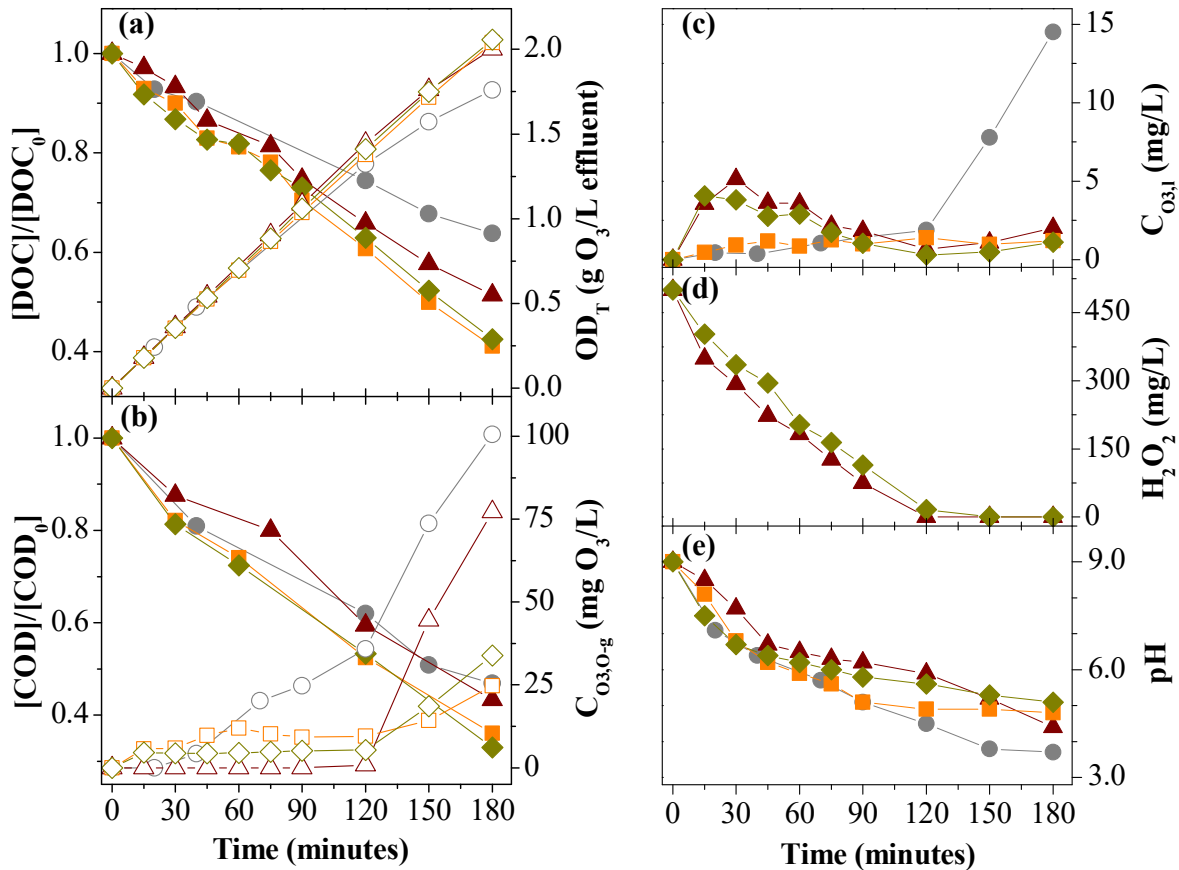 (a)
1.0
0.8
0.6
0.4
[DOC]/[DOC₀]
2.0
1.5
1.0
0.5
0.0
OD_T (g O₃/L effluent)
(b)
1.0
0.8
0.6
0.4
[COD]/[COD₀]
100
75
50
25
0
C_O3,O-g (mg O₃/L)
0 30 60 90 120 150 180
Time (minutes)
(c)
15
10
5
0
C_O3,l (mg/L)
(d)
450
300
150
0
H₂O₂ (mg/L)
(e)
9.0
6.0
3.0
pH
0 30 60 90 120 150 180
Time (minutes)